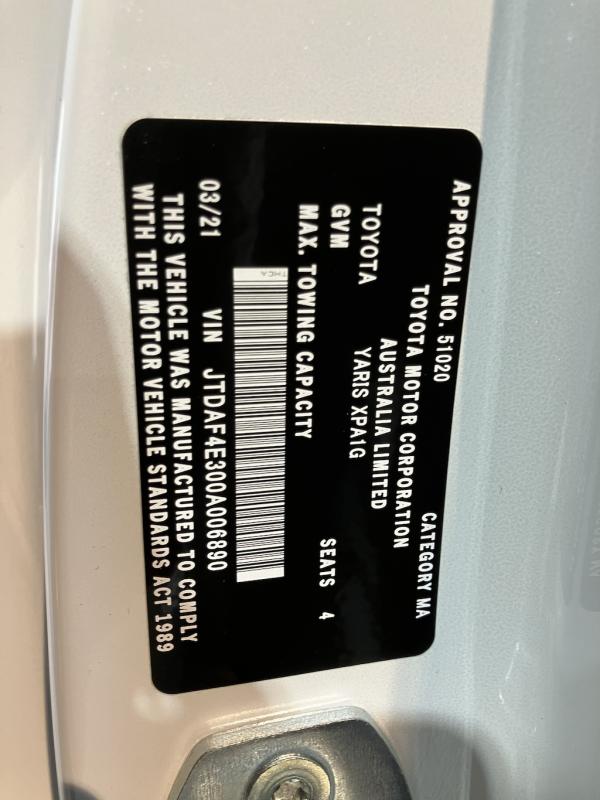 APPROVAL NO. 51020 CATEGORY MA
TOYOTA MOTOR CORPORATION
AUSTRALIA LIMITED
TOYOTA YARIS XPA1G
GVM SEATS 4
MAX. TOWING CAPACITY
TMCA
03/21 VIN JTDAF4E300A006890
THIS VEHICLE WAS MANUFACTURED TO COMPLY
WITH THE MOTOR VEHICLE STANDARDS ACT 1989